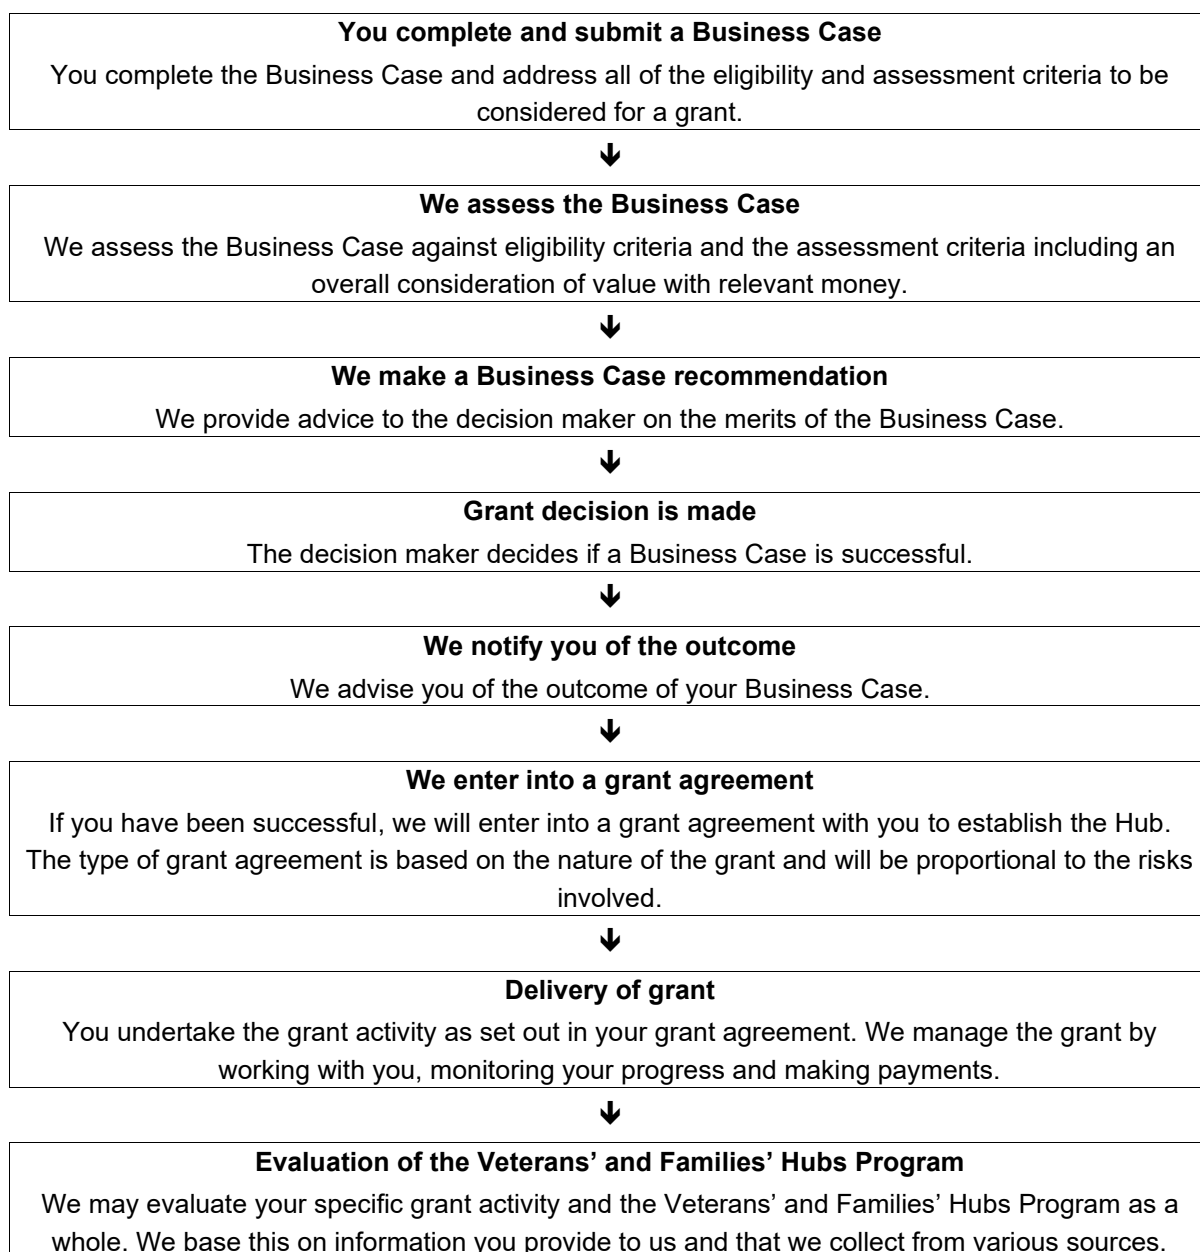 You complete and submit a Business Case
You complete the Business Case and address all of the eligibility and assessment criteria to be
considered for a grant.
We assess the Business Case
We assess the Business Case against eligibility criteria and the assessment criteria including an
overall consideration of value with relevant money.
We make a Business Case recommendation
We provide advice to the decision maker on the merits of the Business Case.
Grant decision is made
The decision maker decides if a Business Case is successful.
We notify you of the outcome
We advise you of the outcome of your Business Case.
We enter into a grant agreement
If you have been successful, we will enter into a grant agreement with you to establish the Hub.
The type of grant agreement is based on the nature of the grant and will be proportional to the risks
involved.
Delivery of grant
You undertake the grant activity as set out in your grant agreement. We manage the grant by
working with you, monitoring your progress and making payments.
Evaluation of the Veterans’ and Families’ Hubs Program
We may evaluate your specific grant activity and the Veterans’ and Families’ Hubs Program as a
whole. We base this on information you provide to us and that we collect from various sources.